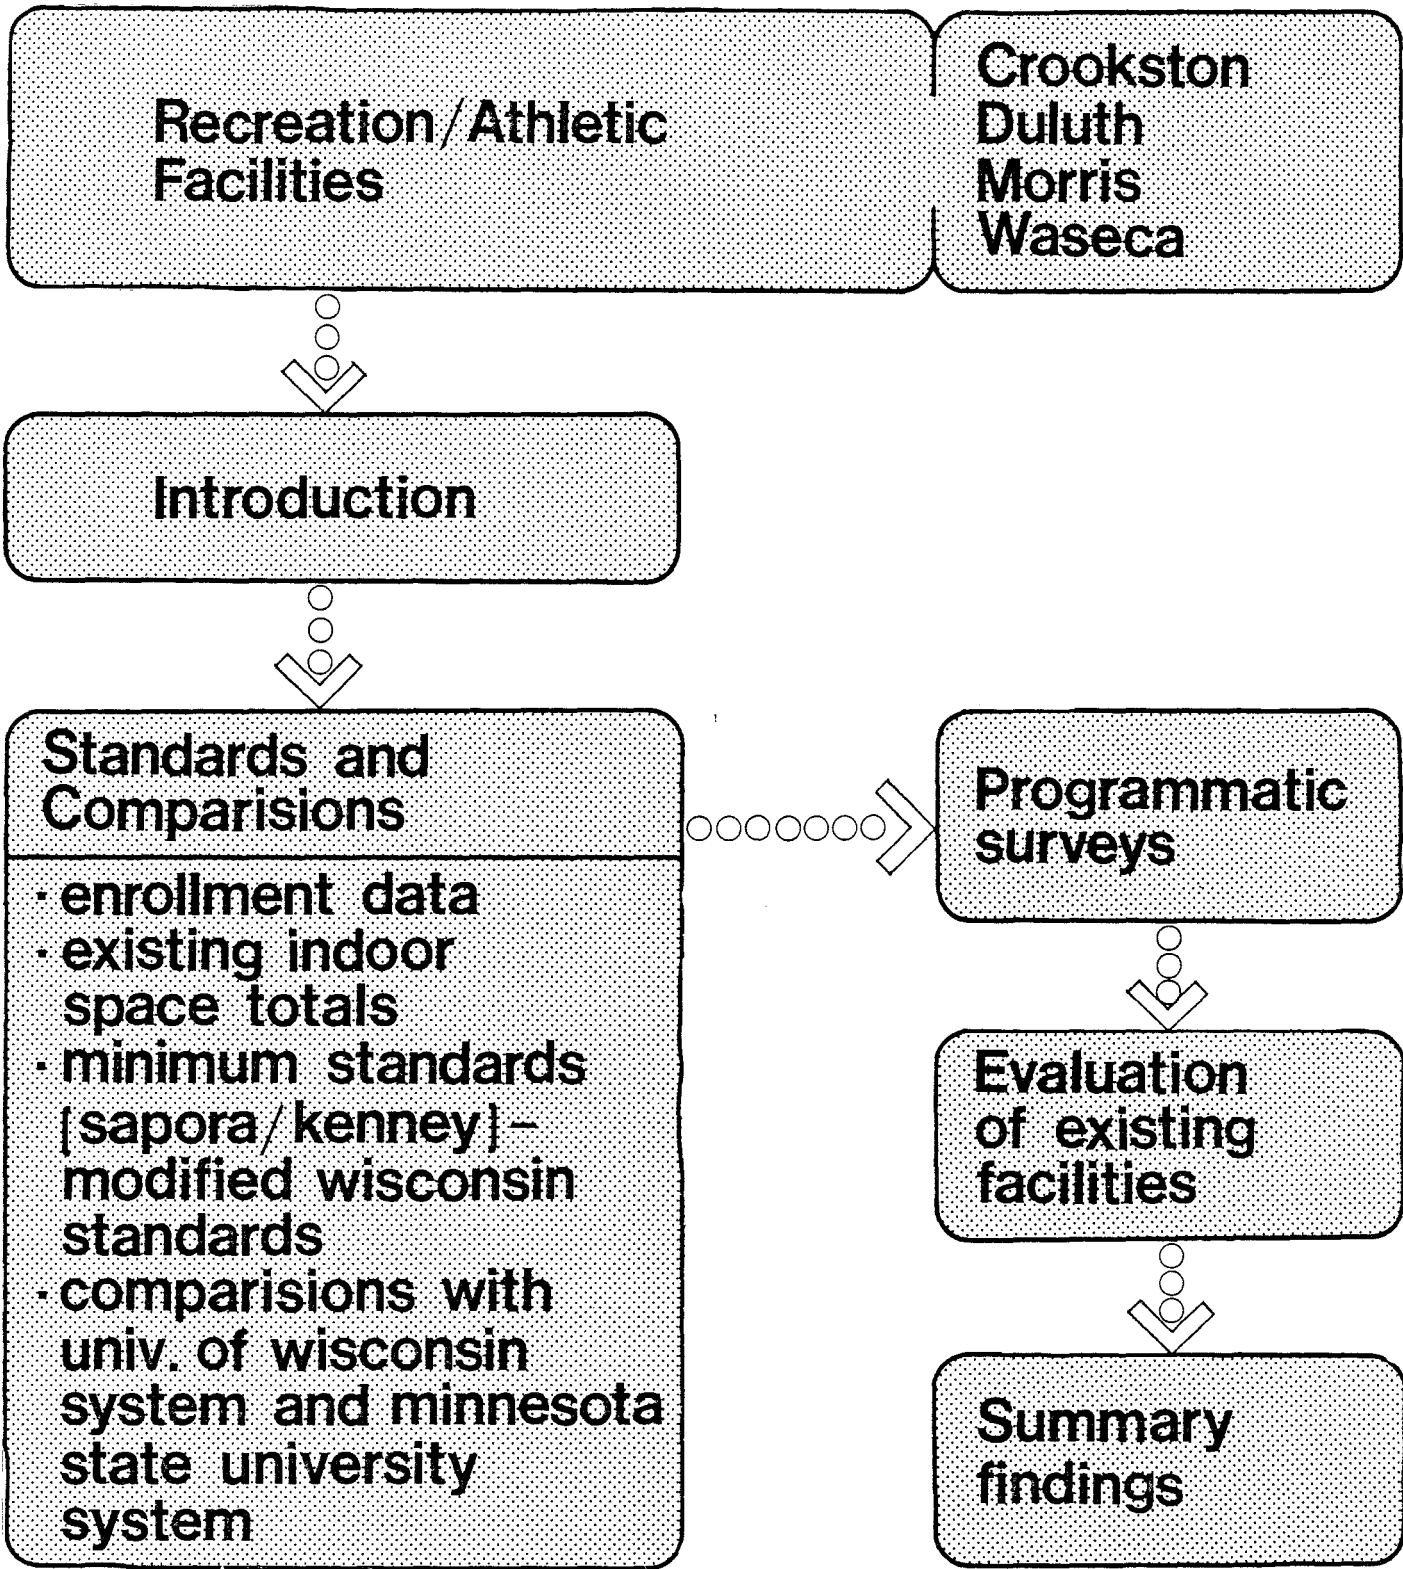 Recreation/Athletic
Facilities
Crookston
Duluth
Morris
Waseca
Introduction
Standards and
Comparisions
· enrollment data
· existing indoor
space totals
· minimum standards
[sapora/kenney]–
modified wisconsin
standards
· comparisions with
univ. of wisconsin
system and minnesota
state university
system
Programmatic
surveys
Evaluation
of existing
facilities
Summary
findings